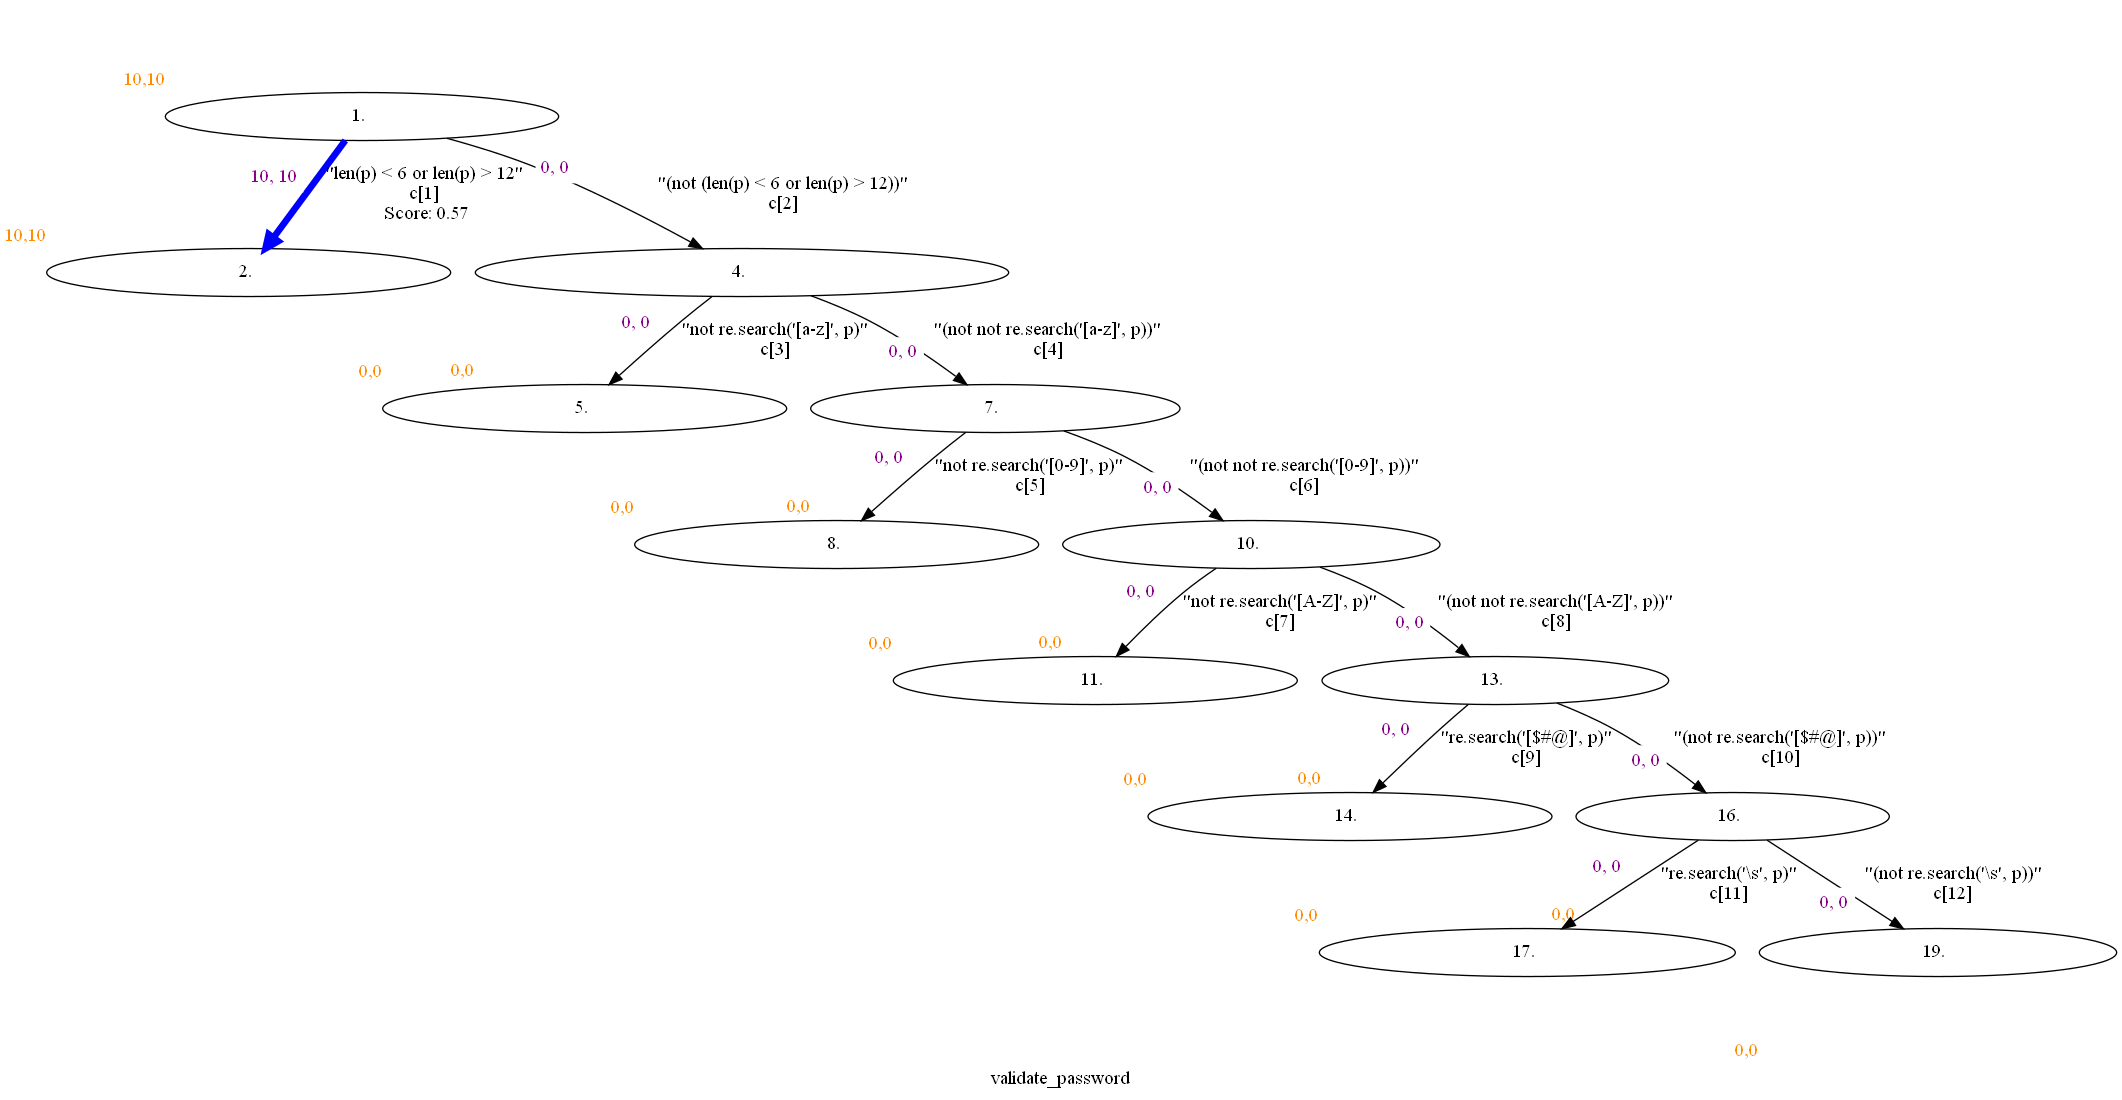 10,10
1.
10, 10
"len(p) < 6 or len(p) > 12"
c[1]
Score: 0.57
0, 0
"(not (len(p) < 6 or len(p) > 12))"
c[2]
10,10
2.
4.
0, 0
"not re.search('[a-z]', p)"
c[3]
0, 0
"(not not re.search('[a-z]', p))"
c[4]
0,0
0,0
5.
7.
0, 0
"not re.search('[0-9]', p)"
c[5]
0, 0
"(not not re.search('[0-9]', p))"
c[6]
0,0
0,0
8.
10.
0, 0
"not re.search('[A-Z]', p)"
c[7]
0, 0
"(not not re.search('[A-Z]', p))"
c[8]
0,0
0,0
11.
13.
0, 0
"re.search('[$#@]', p)"
c[9]
0, 0
"(not re.search('[$#@]', p))"
c[10]
0,0
0,0
14.
16.
0, 0
"re.search('\s', p)"
c[11]
0, 0
"(not re.search('\s', p))"
c[12]
0,0
0,0
17.
19.
0,0
validate_password